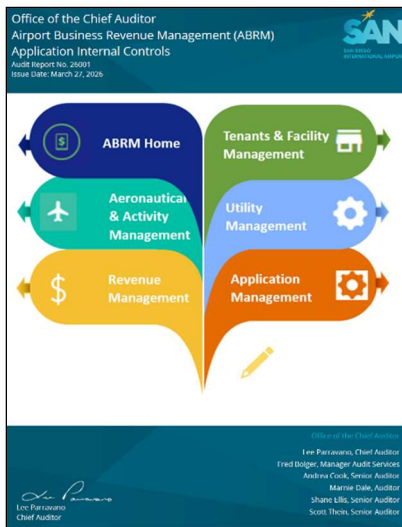 Office of the Chief Auditor
Airport Business Revenue Management (ABRM)
Application Internal Controls
Audit Report No. 26001
Issue Date: March 27, 2026
SAN
SAN DIEGO
INTERNATIONAL AIRPORT
ABRM Home
Tenants & Facility
Management
Aeronautical
& Activity
Management
Utility
Management
$
Revenue
Management
Application
Management
Office of the Chief Auditor
Lee Parravano, Chief Auditor
Fred Bolger, Manager Audit Services
Andrea Cook, Senior Auditor
Marnie Dale, Auditor
Shane Ellis, Senior Auditor
Scott Thein, Senior Auditor
Lee Parravano
Lee Parravano
Chief Auditor